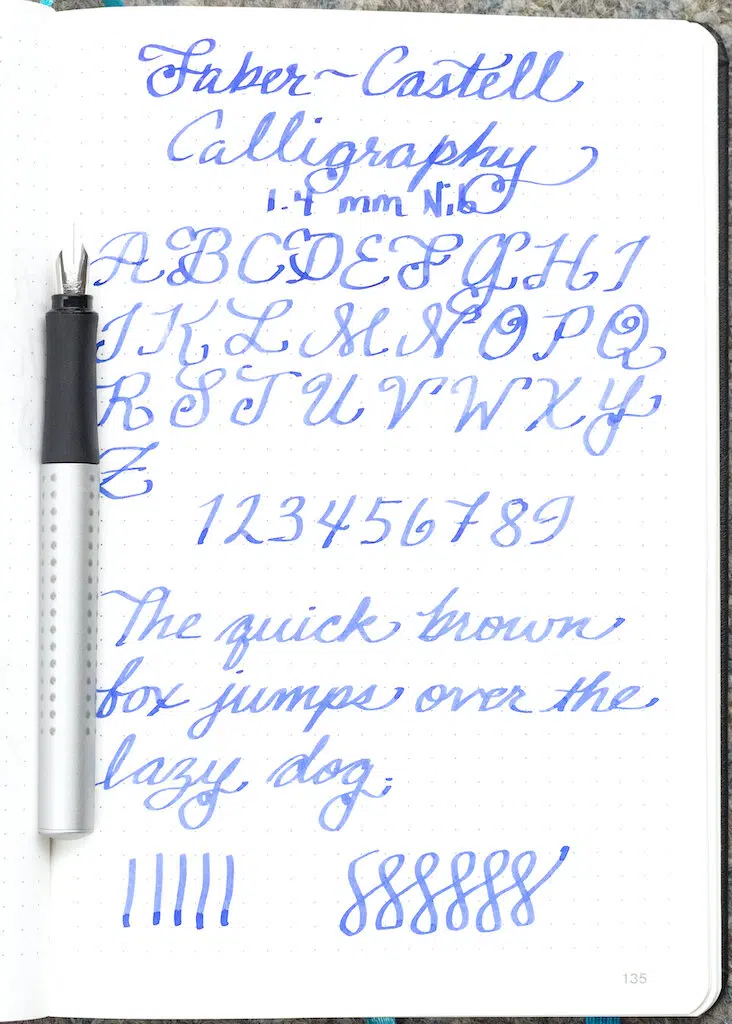 Faber~Castell
Calligraphy
1.4 mm Nib
A B C D E F G H I
J K L M N O P Q
R S T U V W X Y
Z
1 2 3 4 5 6 7 8 9
The quick brown
fox jumps over the
lazy dog.
135